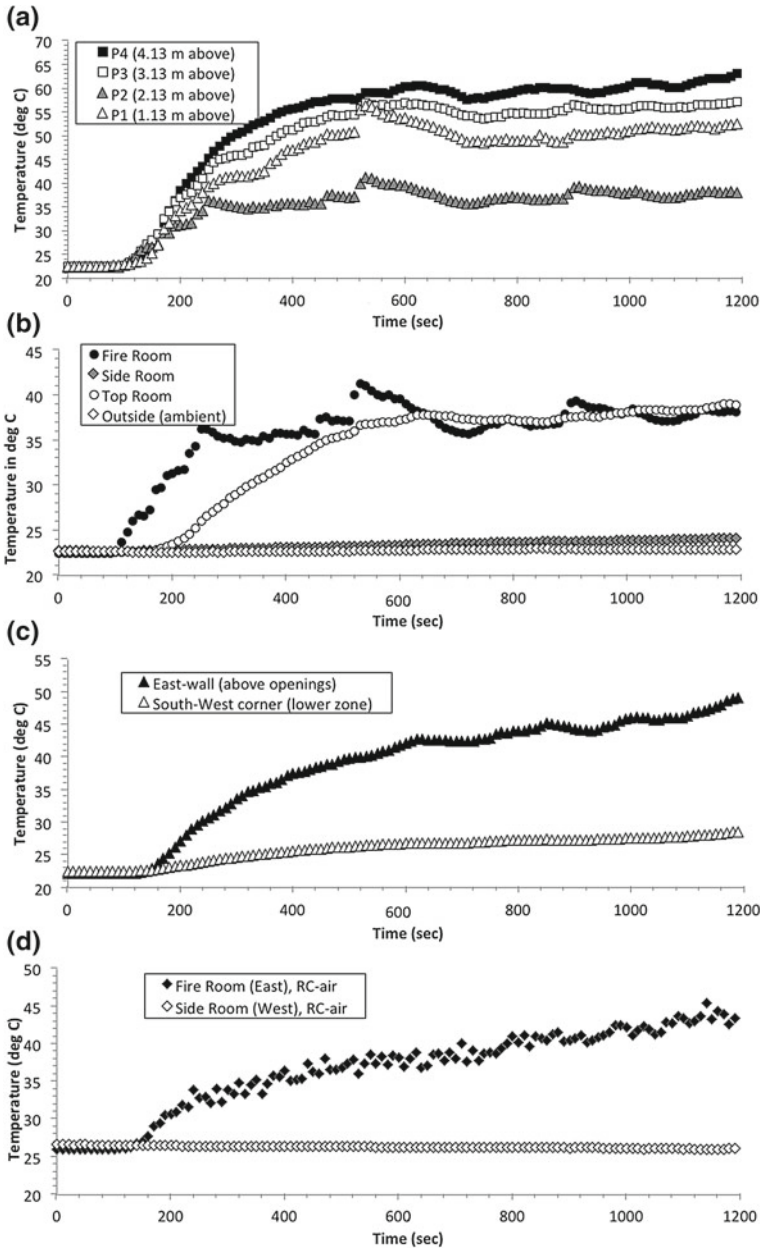 (a)
70
65
60
55
50
45
40
35
30
25
20
Temperature (deg C)
P4 (4.13 m above)
P3 (3.13 m above)
P2 (2.13 m above)
P1 (1.13 m above)
0 200 400 600 800 1000 1200
Time (sec)
(b)
45
40
35
30
25
20
Temperature in deg C
Fire Room
Side Room
Top Room
Outside (ambient)
0 200 400 600 800 1000 1200
Time (sec)
(c)
55
50
45
40
35
30
25
20
Temperature (deg C)
East-wall (above openings)
South-West corner (lower zone)
0 200 400 600 800 1000 1200
Time (sec)
(d)
50
45
40
35
30
25
20
Temperature (deg C)
Fire Room (East), RC-air
Side Room (West), RC-air
0 200 400 600 800 1000 1200
Time (sec)